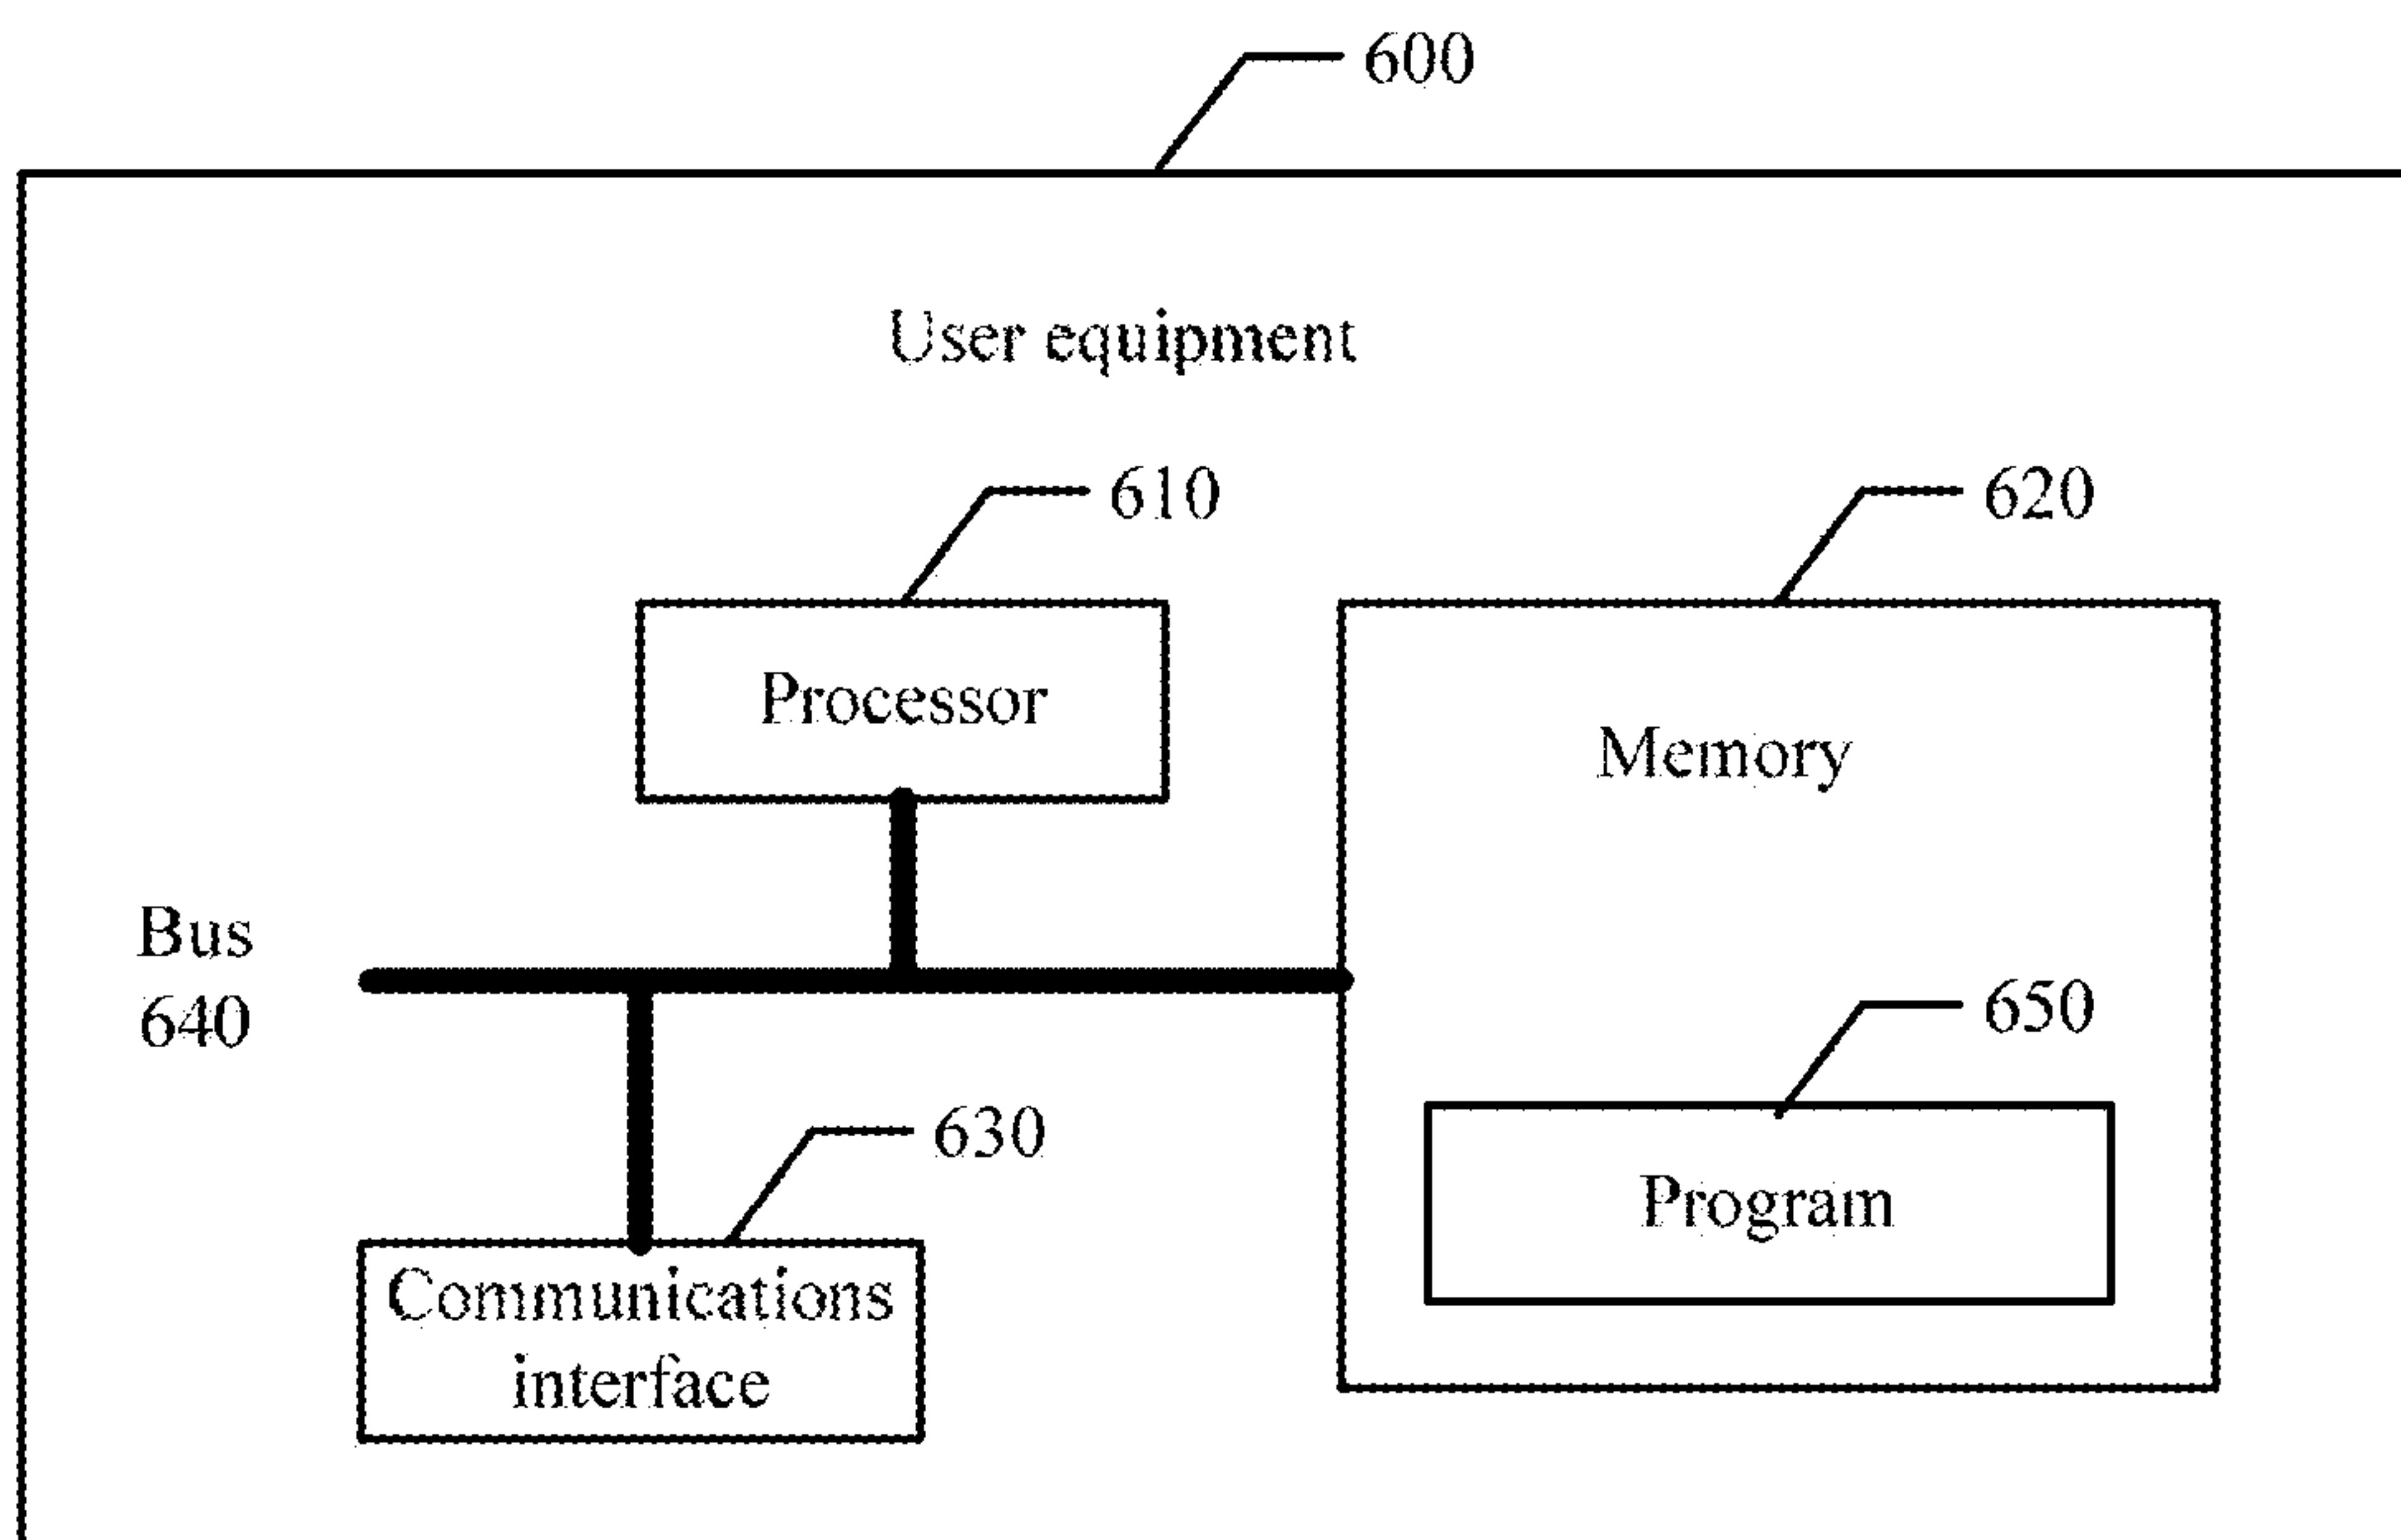 600
User equipment
610
620
Processor
Memory
Bus
640
650
630
Program
Communications
interface